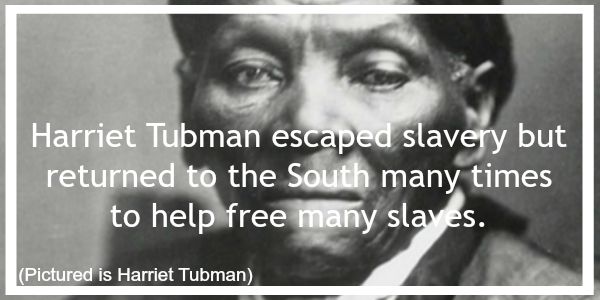 Harriet Tubman escaped slavery but
returned to the South many times
to help free many slaves.
(Pictured is Harriet Tubman)